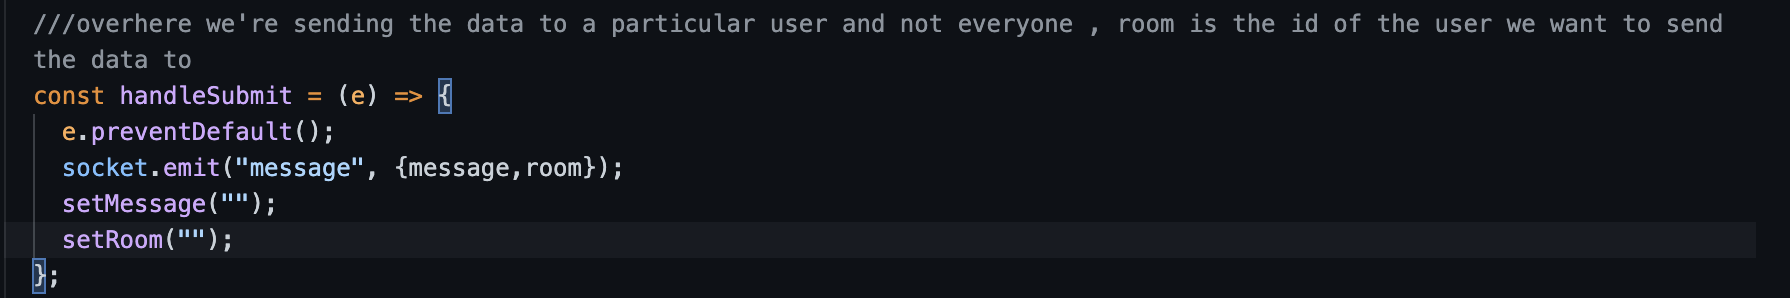 ///overhere we're sending the data to a particular user and not everyone , room is the id of the user we want to send
the data to
const handleSubmit = (e) => {
  e.preventDefault();
  socket.emit("message", {message,room});
  setMessage("");
  setRoom("");
};